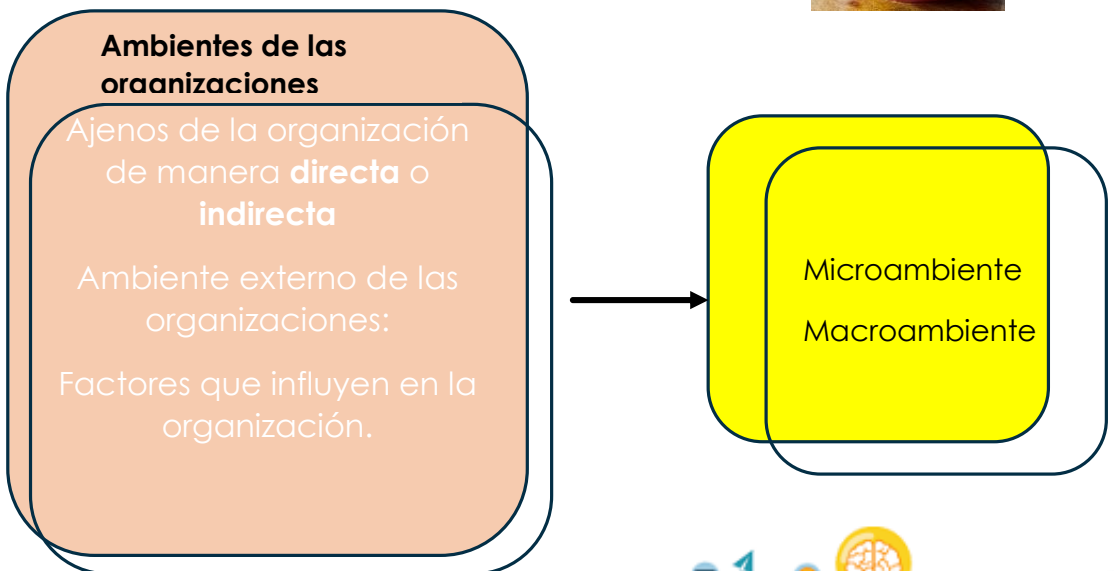 Ambientes de las
organizaciones
Ajenos de la organización
de manera directa o
indirecta
Ambiente externo de las
organizaciones:
Factores que influyen en la
organización.
Microambiente
Macroambiente